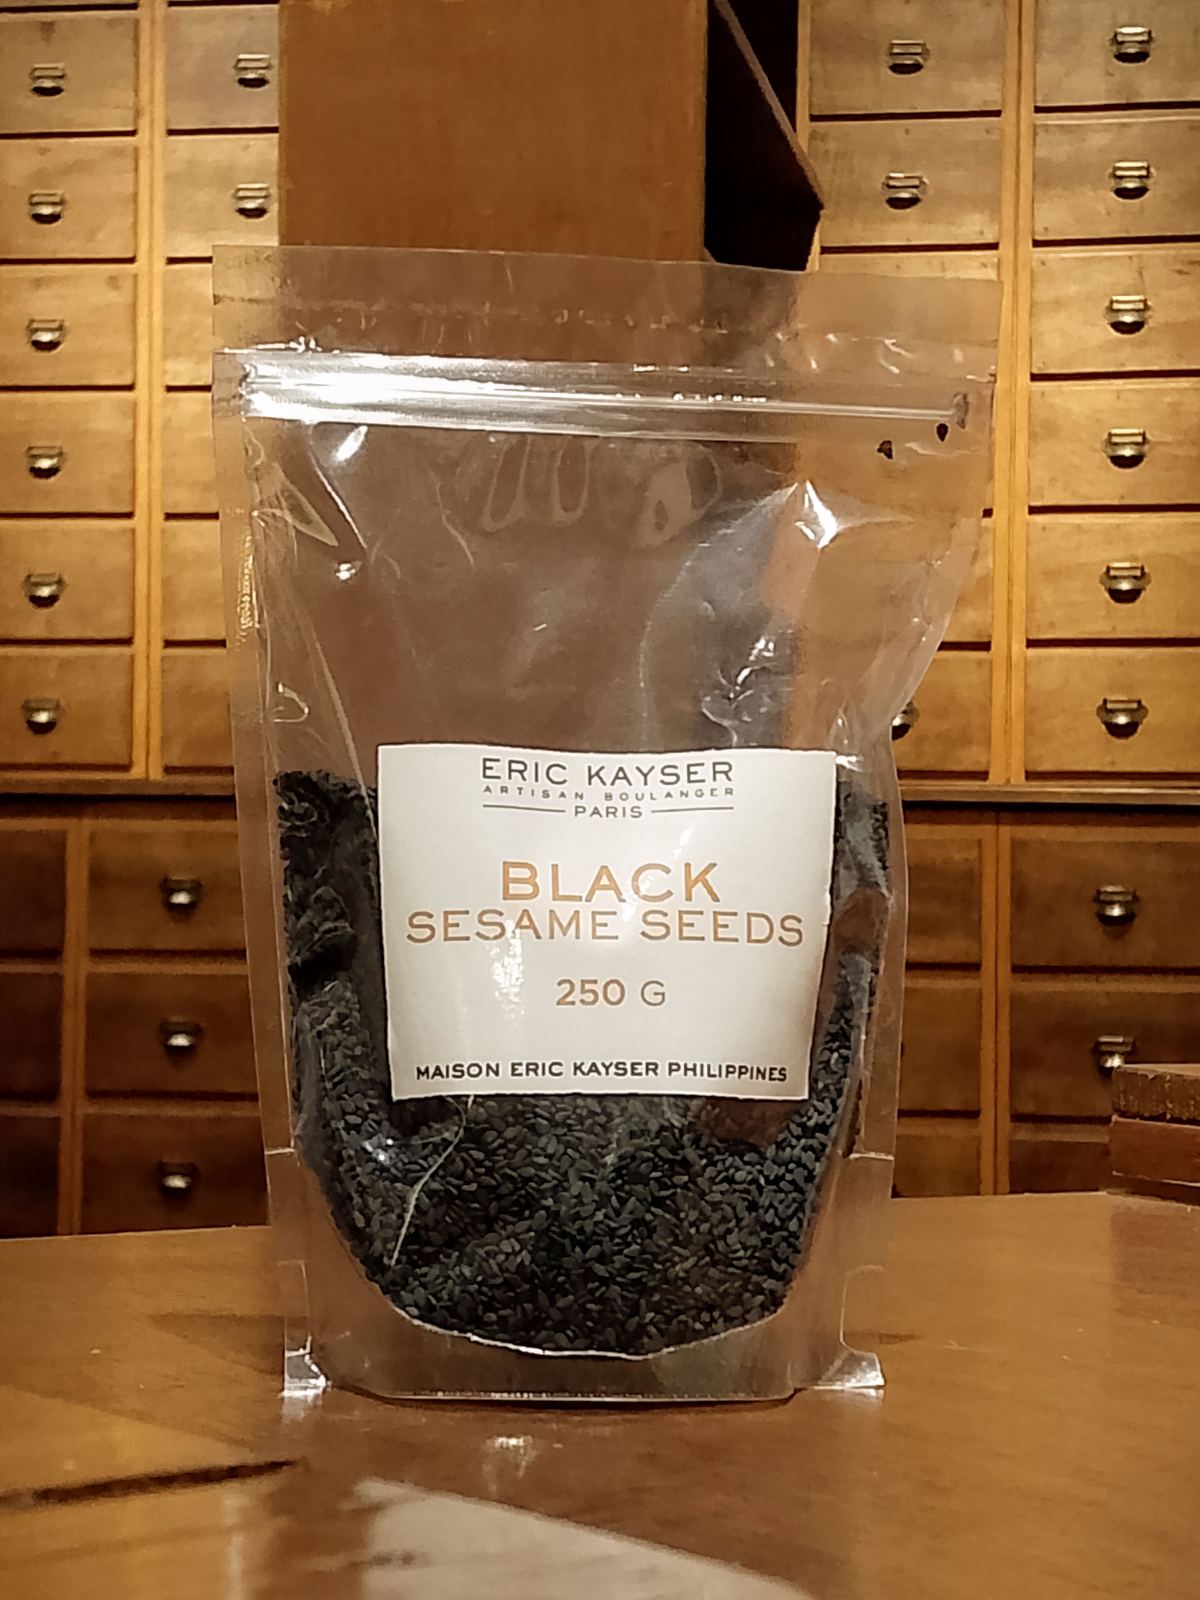 ERIC KAYSER
ARTISAN BOULANGER
PARIS
BLACK
SESAME SEEDS
250 G
MAISON ERIC KAYSER PHILIPPINES